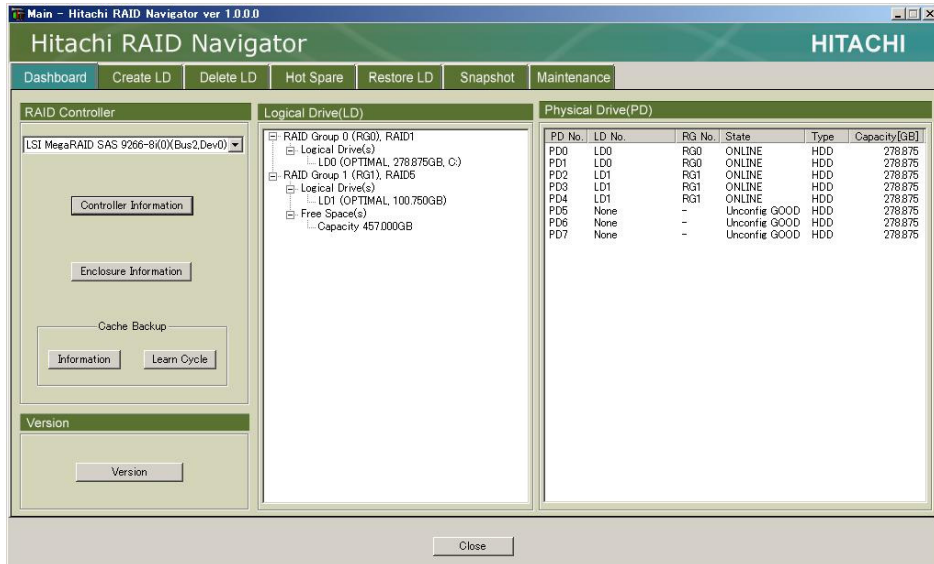 Main - Hitachi RAID Navigator ver 1.0.0.0
Hitachi RAID Navigator
HITACHI
Dashboard Create LD Delete LD Hot Spare Restore LD Snapshot Maintenance
RAID Controller
LSI MegaRAID SAS 9266-8i(0)(Bus2,Dev0)
Controller Information
Enclosure Information
Cache Backup
Information Learn Cycle
Version
Version
Logical Drive(LD)
RAID Group 0 (RG0), RAID1
Logical Drive(s)
LD0 (OPTIMAL, 278.875GB, C:)
RAID Group 1 (RG1), RAID5
Logical Drive(s)
LD1 (OPTIMAL, 100.750GB)
Free Space(s)
Capacity 457.000GB
Physical Drive(PD)
PD No. LD No. RG No. State Type Capacity[GB]
PD0 LD0 RG0 ONLINE HDD 278.875
PD1 LD0 RG0 ONLINE HDD 278.875
PD2 LD1 RG1 ONLINE HDD 278.875
PD3 LD1 RG1 ONLINE HDD 278.875
PD4 LD1 RG1 ONLINE HDD 278.875
PD5 None - Unconfig GOOD HDD 278.875
PD6 None - Unconfig GOOD HDD 278.875
PD7 None - Unconfig GOOD HDD 278.875
Close